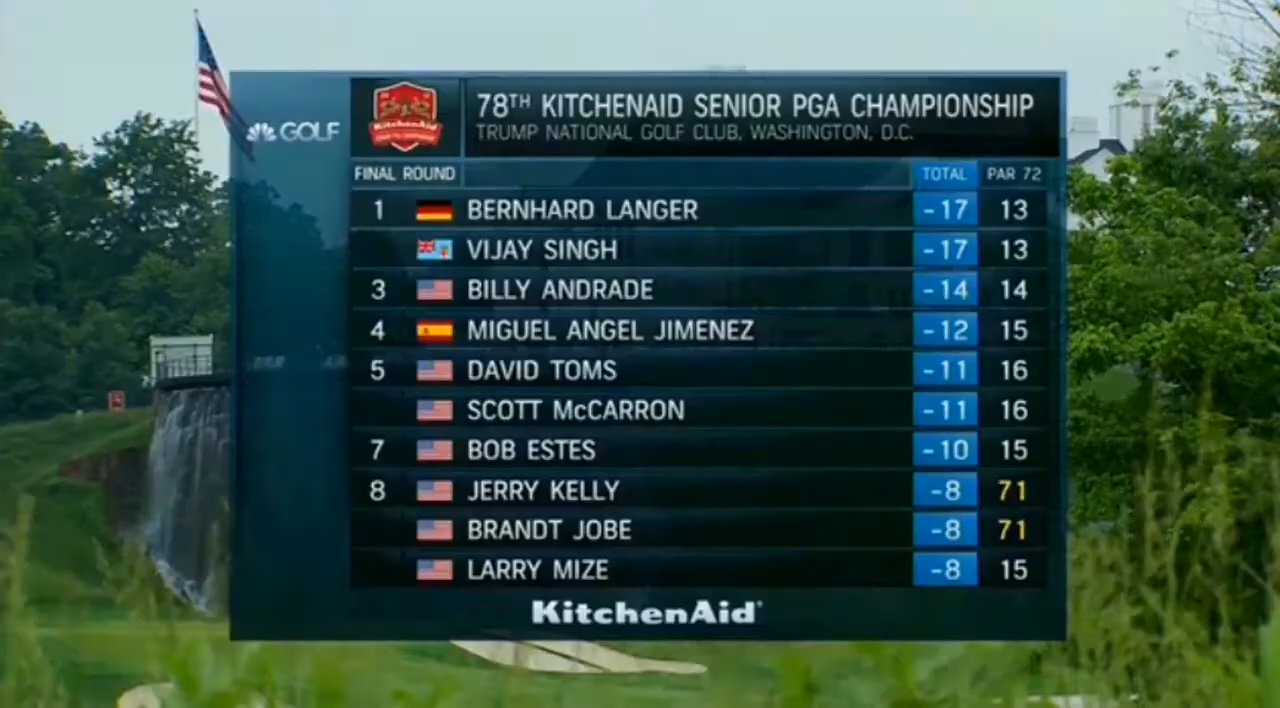 GOLF
KitchenAid
78TH KITCHENAID SENIOR PGA CHAMPIONSHIP
TRUMP NATIONAL GOLF CLUB, WASHINGTON, D.C.
FINAL ROUND TOTAL PAR 72
1 BERNHARD LANGER -17 13
VIJAY SINGH -17 13
3 BILLY ANDRADE -14 14
4 MIGUEL ANGEL JIMENEZ -12 15
5 DAVID TOMS -11 16
SCOTT McCARRON -11 16
7 BOB ESTES -10 15
8 JERRY KELLY -8 71
BRANDT JOBE -8 71
LARRY MIZE -8 15
KitchenAid